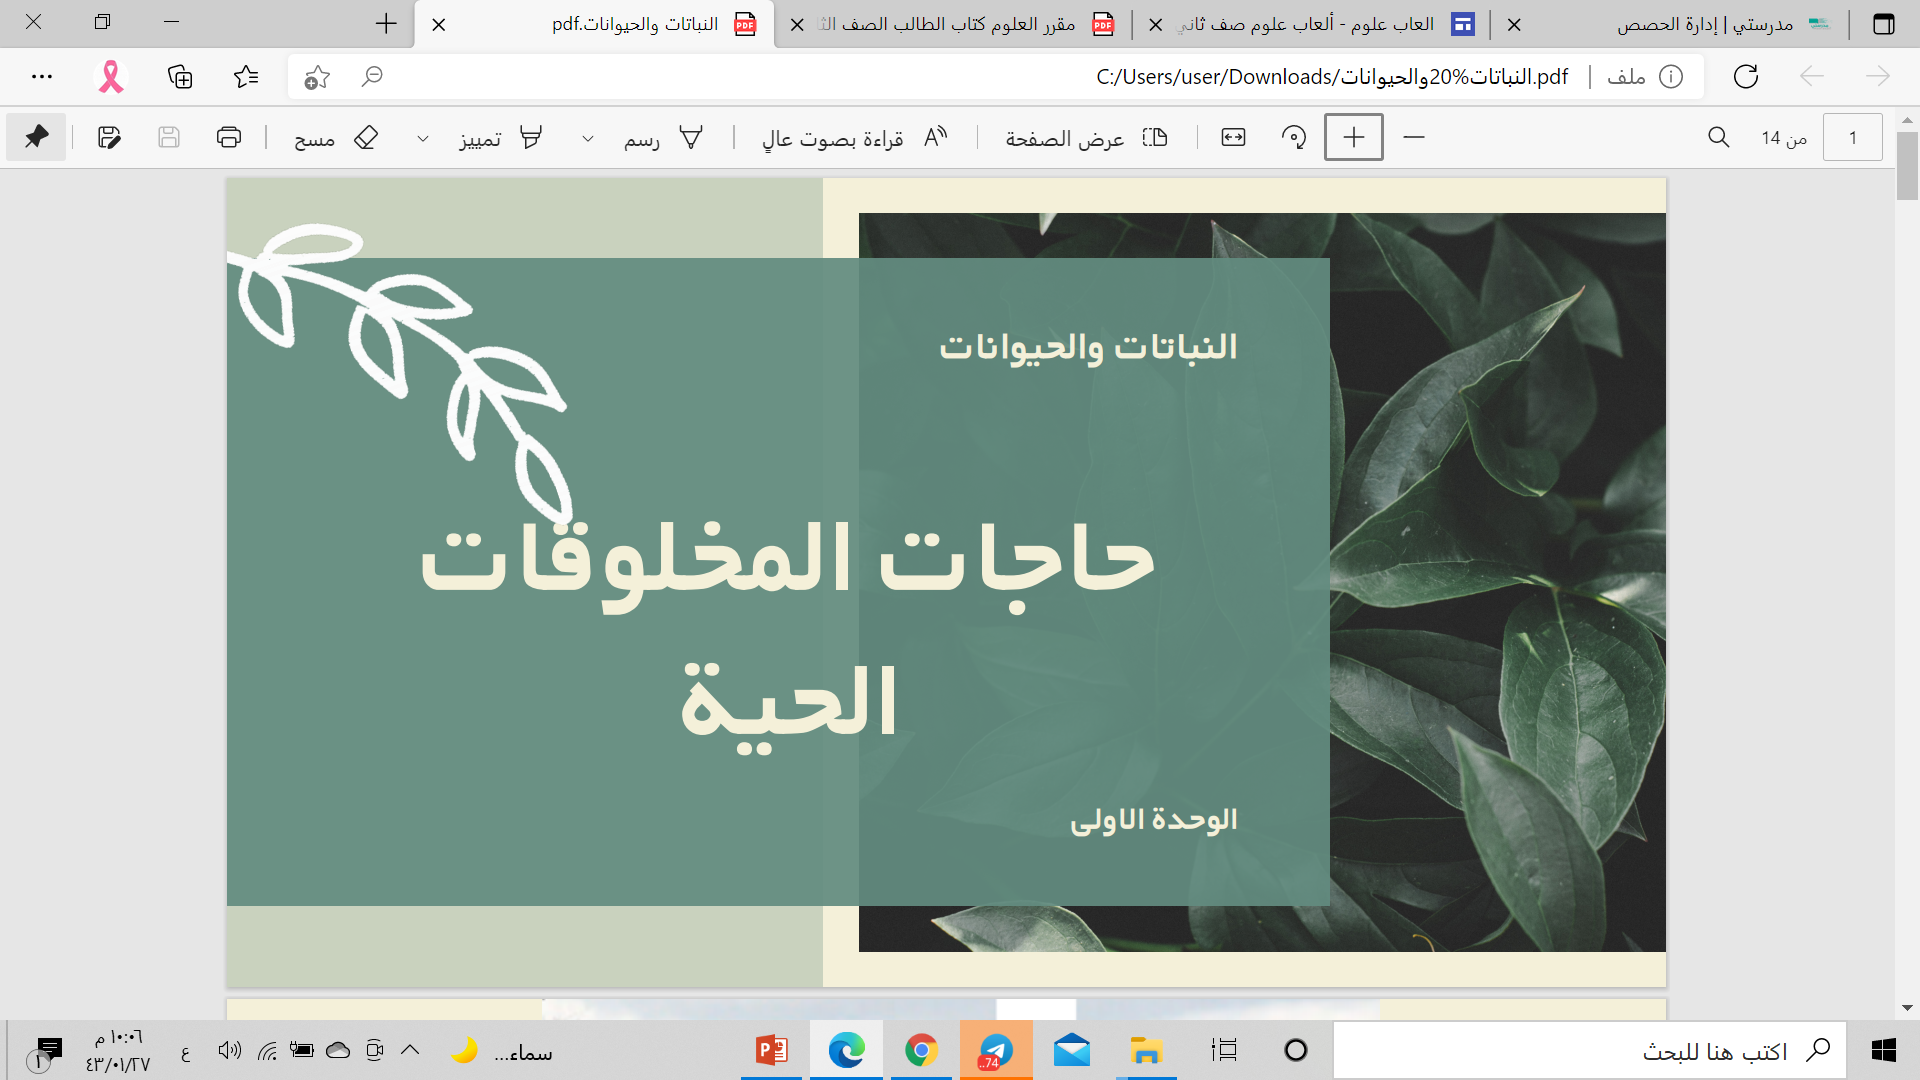 مدرستي | إدارة الحصص
العاب علوم - ألعاب علوم صف ثاني
مقرر العلوم كتاب الطالب الصف
النباتات والحيوانات.pdf
ملف
C:/Users/user/Downloads/النباتات%20والحيوانات.pdf
1
من 14
عرض الصفحة
قراءة بصوت عالٍ
رسم
تمييز
مسح
النباتات والحيوانات
حاجات المخلوقات
الحية
الوحدة الاولى
اكتب هنا للبحث
74..
سماء...
ع
١٠:٠٦ م
٤٣/٠١/٢٧
١